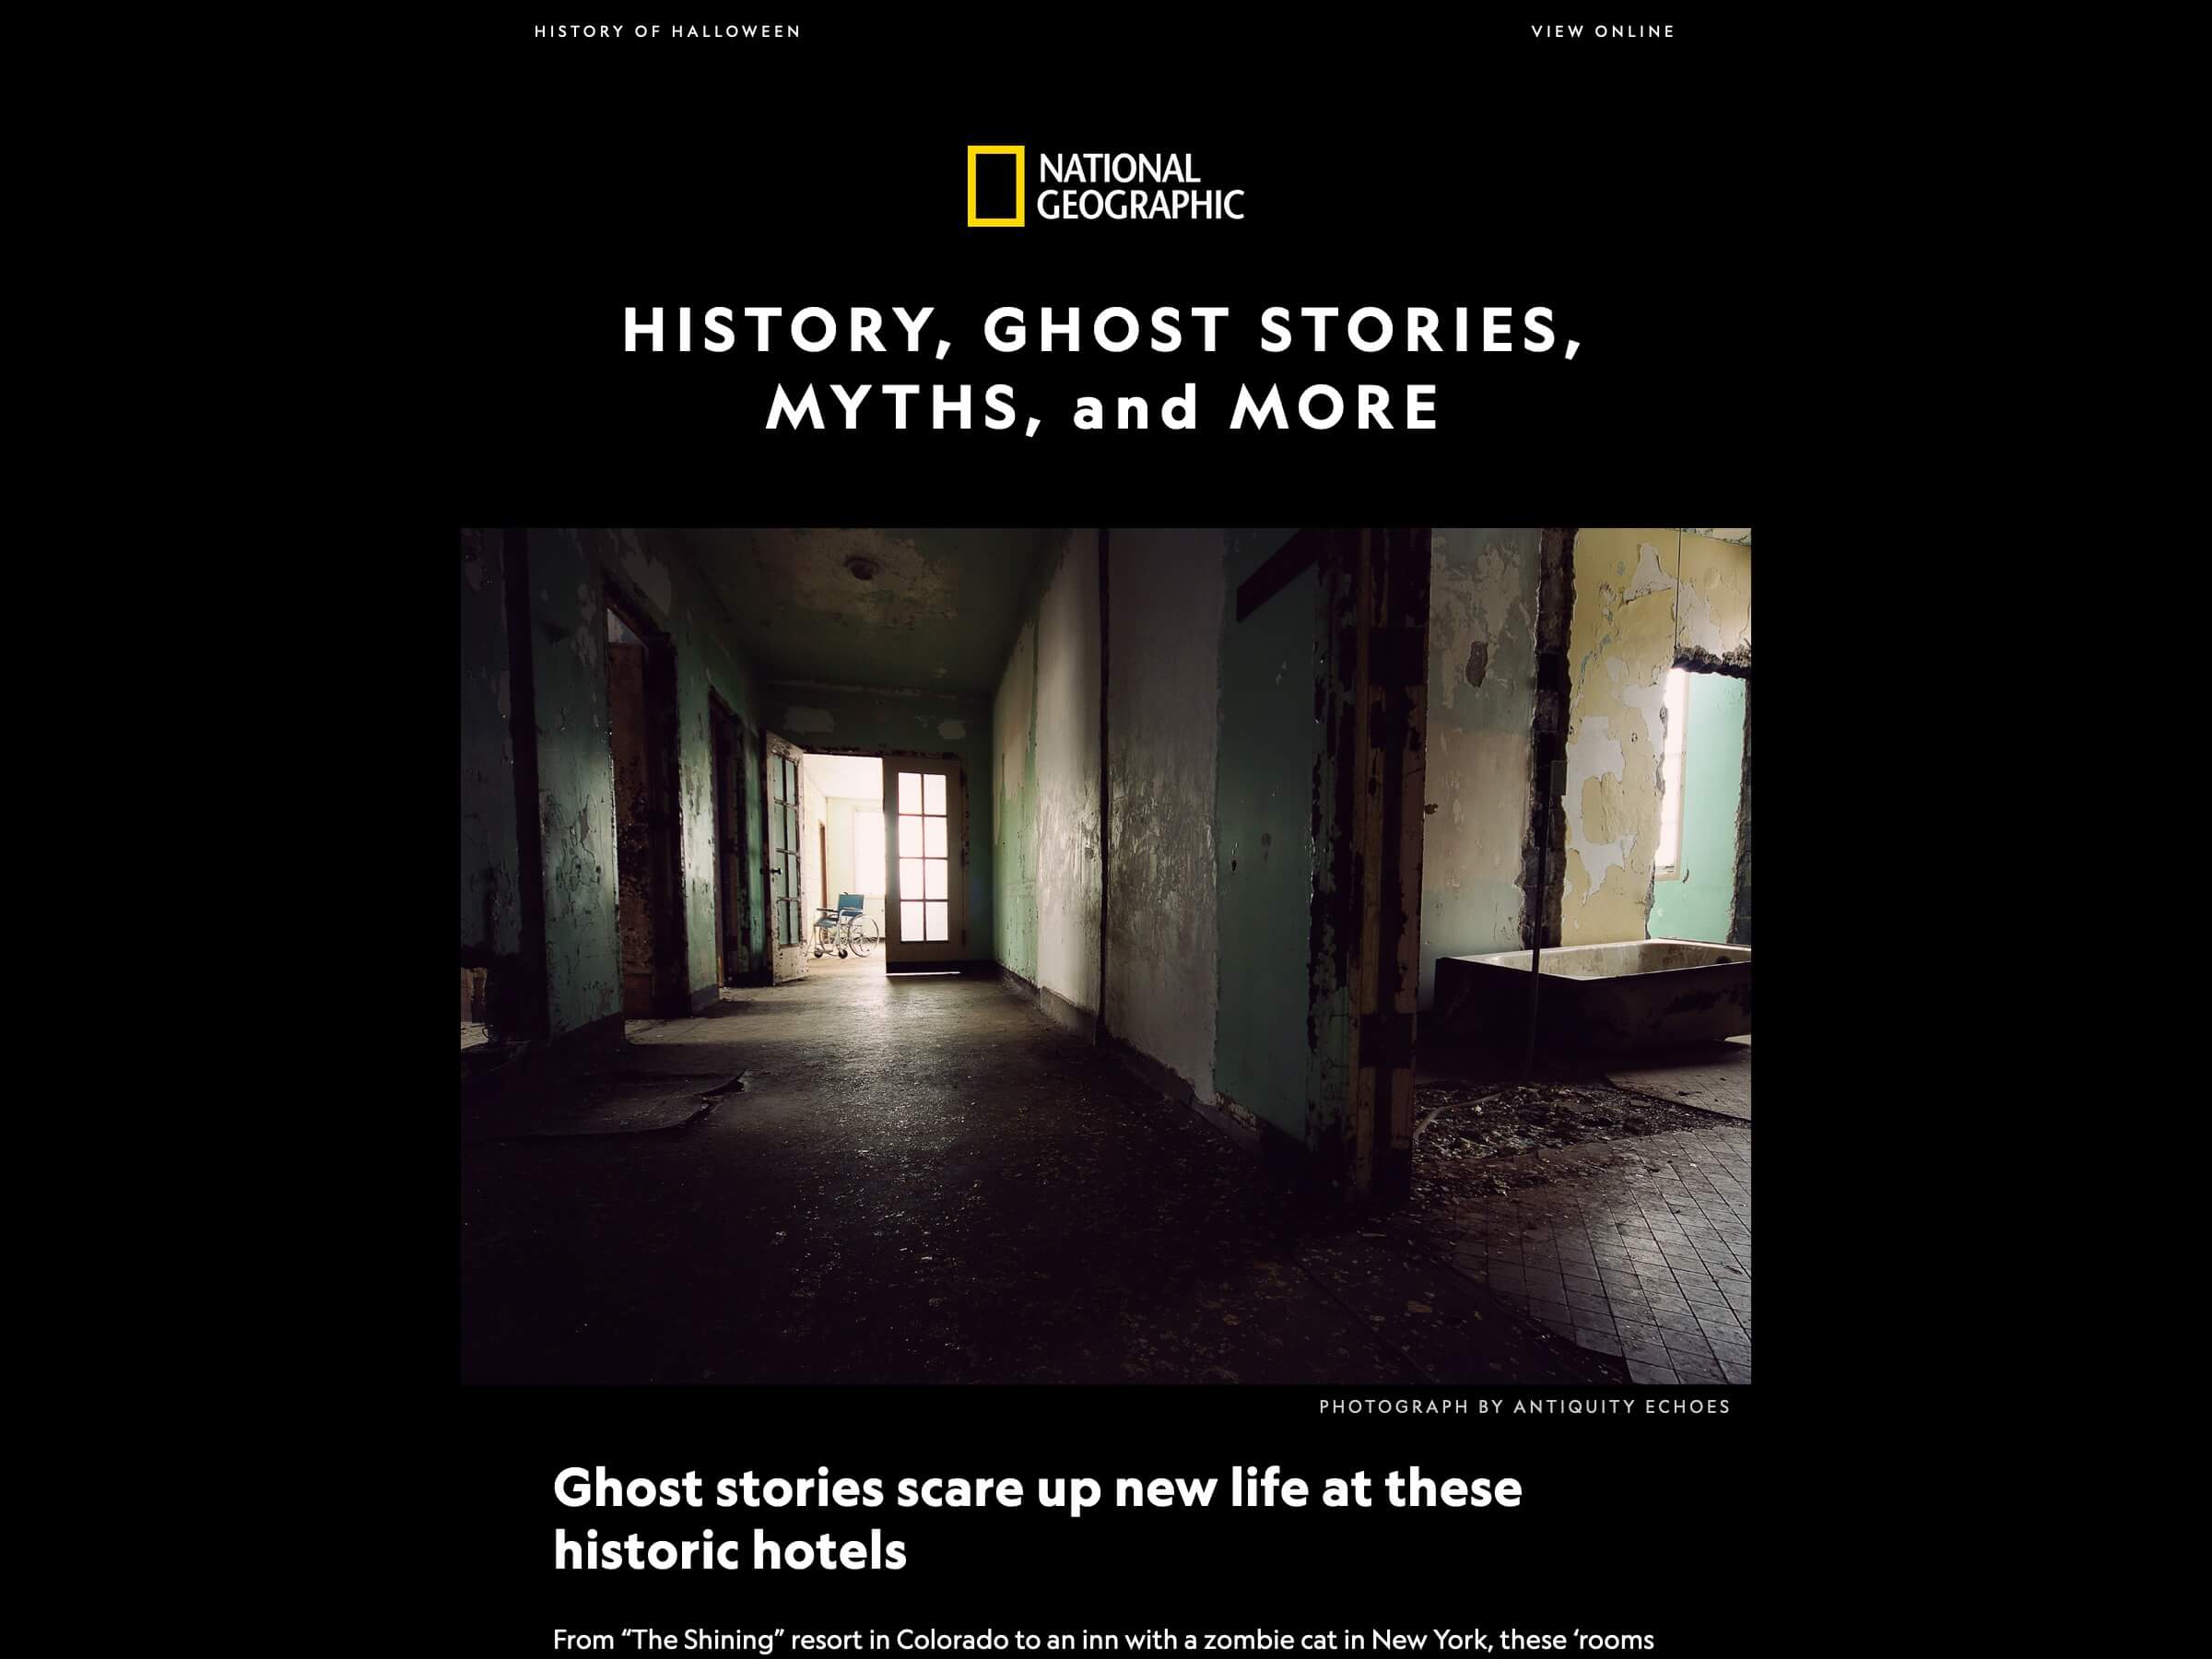 HISTORY OF HALLOWEEN
VIEW ONLINE
NATIONAL
GEOGRAPHIC
HISTORY, GHOST STORIES,
MYTHS, and MORE
PHOTOGRAPH BY ANTIQUITY ECHOES
Ghost stories scare up new life at these
historic hotels
From “The Shining” resort in Colorado to an inn with a zombie cat in New York, these ‘rooms